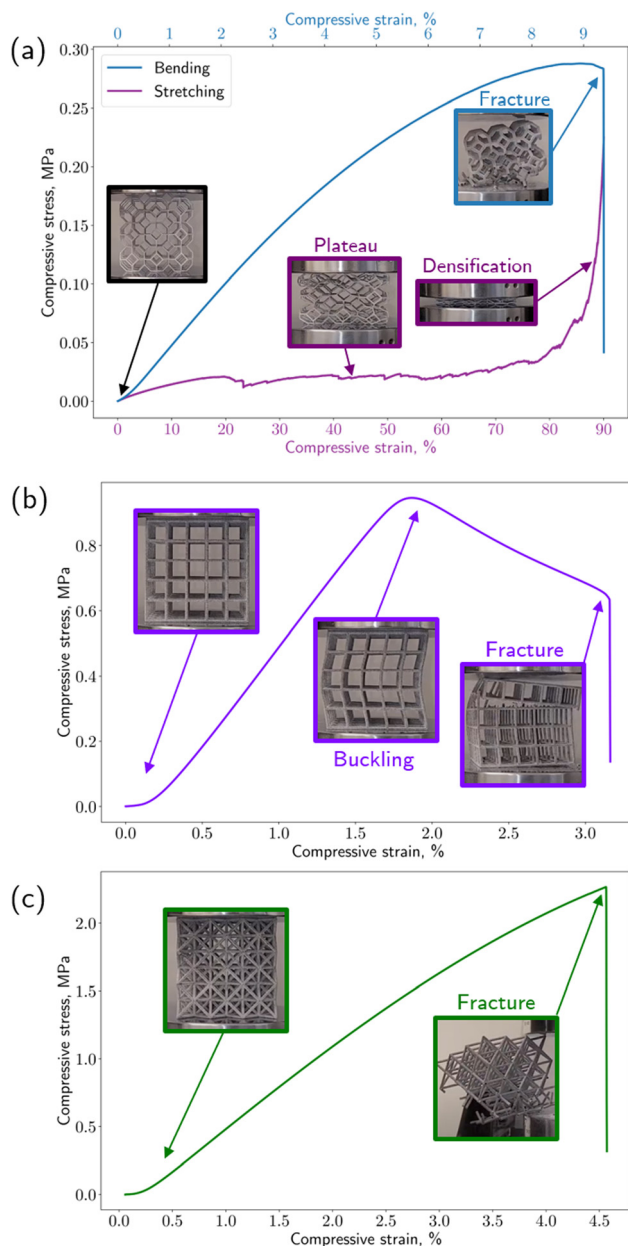 Compressive strain, %
0 1 2 3 4 5 6 7 8 9
(a)
0.30
0.25
0.20
0.15
0.10
0.05
0.00
Compressive stress, MPa
Bending
Stretching
Fracture
Plateau
Densification
0 10 20 30 40 50 60 70 80 90
Compressive strain, %
(b)
0.8
0.6
0.4
0.2
0.0
Compressive stress, MPa
Fracture
Buckling
0.0 0.5 1.0 1.5 2.0 2.5 3.0
Compressive strain, %
(c)
2.0
1.5
1.0
0.5
0.0
Compressive stress, MPa
Fracture
0.0 0.5 1.0 1.5 2.0 2.5 3.0 3.5 4.0 4.5
Compressive strain, %